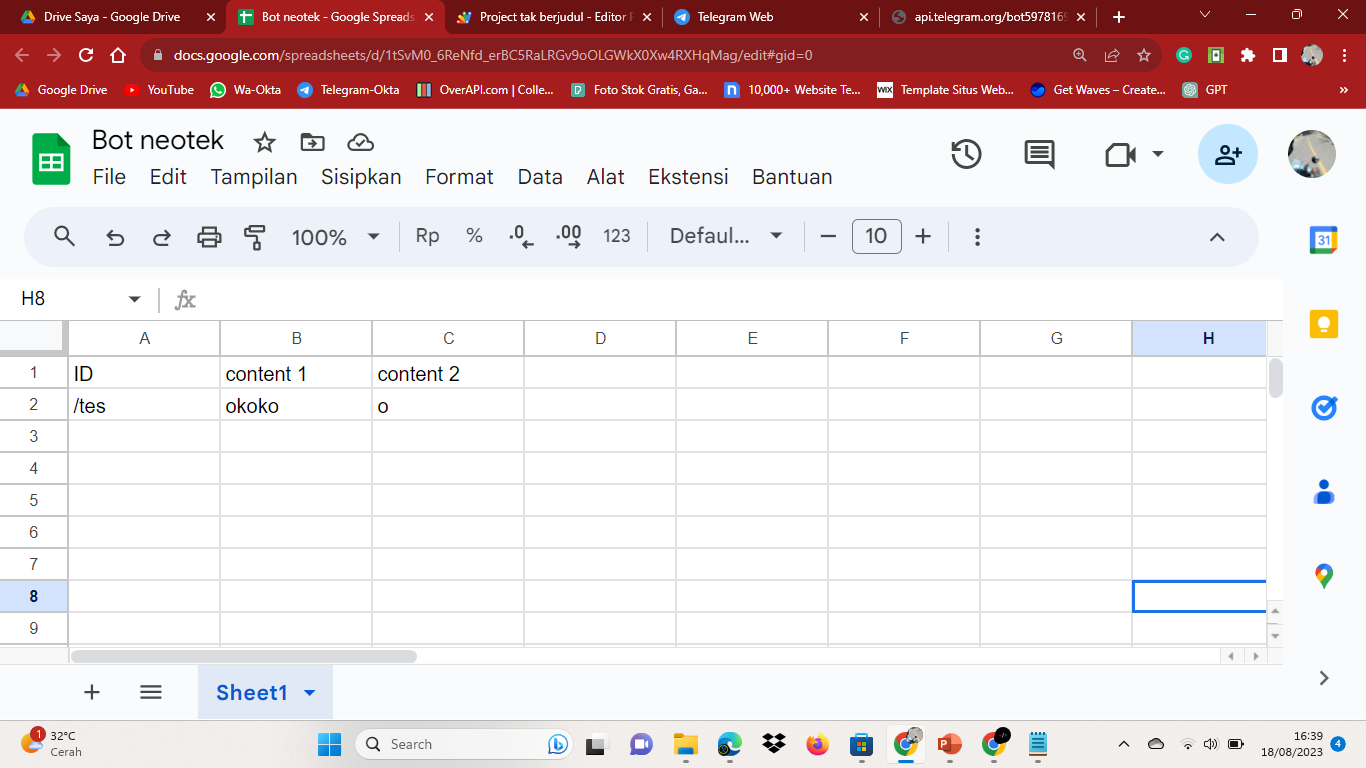 Drive Saya - Google Drive
Bot neotek - Google Spreads
Project tak berjudul - Editor P
Telegram Web
api.telegram.org/bot5978169
docs.google.com/spreadsheets/d/1tSvM0_6ReNfd_erBC5RaLRGv9oOLGWkX0Xw4RXHqMag/edit#gid=0
Google Drive
YouTube
Wa-Okta
Telegram-Okta
OverAPI.com | Colle...
Foto Stok Gratis, Ga...
10,000+ Website Te...
WIX
Template Situs Web...
Get Waves – Create...
GPT
»
Bot neotek
File Edit Tampilan Sisipkan Format Data Alat Ekstensi Bantuan
100% Rp % .0 .00 123 Defaul... 10
31
H8 fx
A B C D E F G H
1 ID content 1 content 2
2 /tes okoko o
3
4
5
6
7
8
9
Sheet1
1
32°C
Cerah
Search
16:39
18/08/2023
4